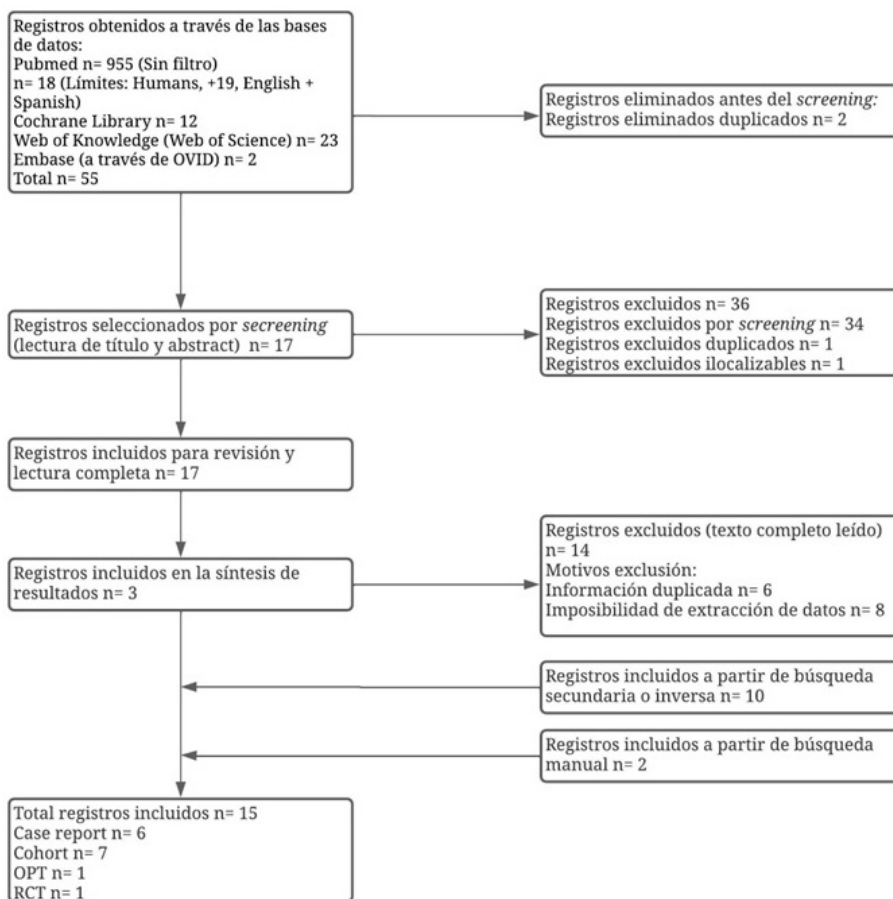 Registros obtenidos a través de las bases
de datos:
Pubmed n= 955 (Sin filtro)
n= 18 (Límites: Humans, +19, English +
Spanish)
Cochrane Library n= 12
Web of Knowledge (Web of Science) n= 23
Embase (a través de OVID) n= 2
Total n= 55
Registros eliminados antes del screening:
Registros eliminados duplicados n= 2
Registros seleccionados por secreening
(lectura de título y abstract) n= 17
Registros excluidos n= 36
Registros excluidos por screening n= 34
Registros excluidos duplicados n= 1
Registros excluidos ilocalizables n= 1
Registros incluidos para revisión y
lectura completa n= 17
Registros incluidos en la síntesis de
resultados n= 3
Registros excluidos (texto completo leído)
n= 14
Motivos exclusión:
Información duplicada n= 6
Imposibilidad de extracción de datos n= 8
Registros incluidos a partir de búsqueda
secundaria o inversa n= 10
Registros incluidos a partir de búsqueda
manual n= 2
Total registros incluidos n= 15
Case report n= 6
Cohort n= 7
OPT n= 1
RCT n= 1